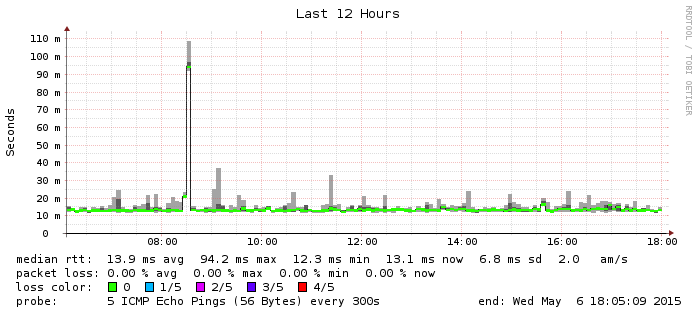 Last 12 Hours
RRDTOOL / TOBI OETIKER
Seconds
110 m
100 m
90 m
80 m
70 m
60 m
50 m
40 m
30 m
20 m
10 m
0
08:00 10:00 12:00 14:00 16:00 18:00
median rtt: 13.9 ms avg 94.2 ms max 12.3 ms min 13.1 ms now 6.8 ms sd 2.0 am/s
packet loss: 0.00 % avg 0.00 % max 0.00 % min 0.00 % now
loss color: 0 1/5 2/5 3/5 4/5
probe: 5 ICMP Echo Pings (56 Bytes) every 300s end: Wed May 6 18:05:09 2015